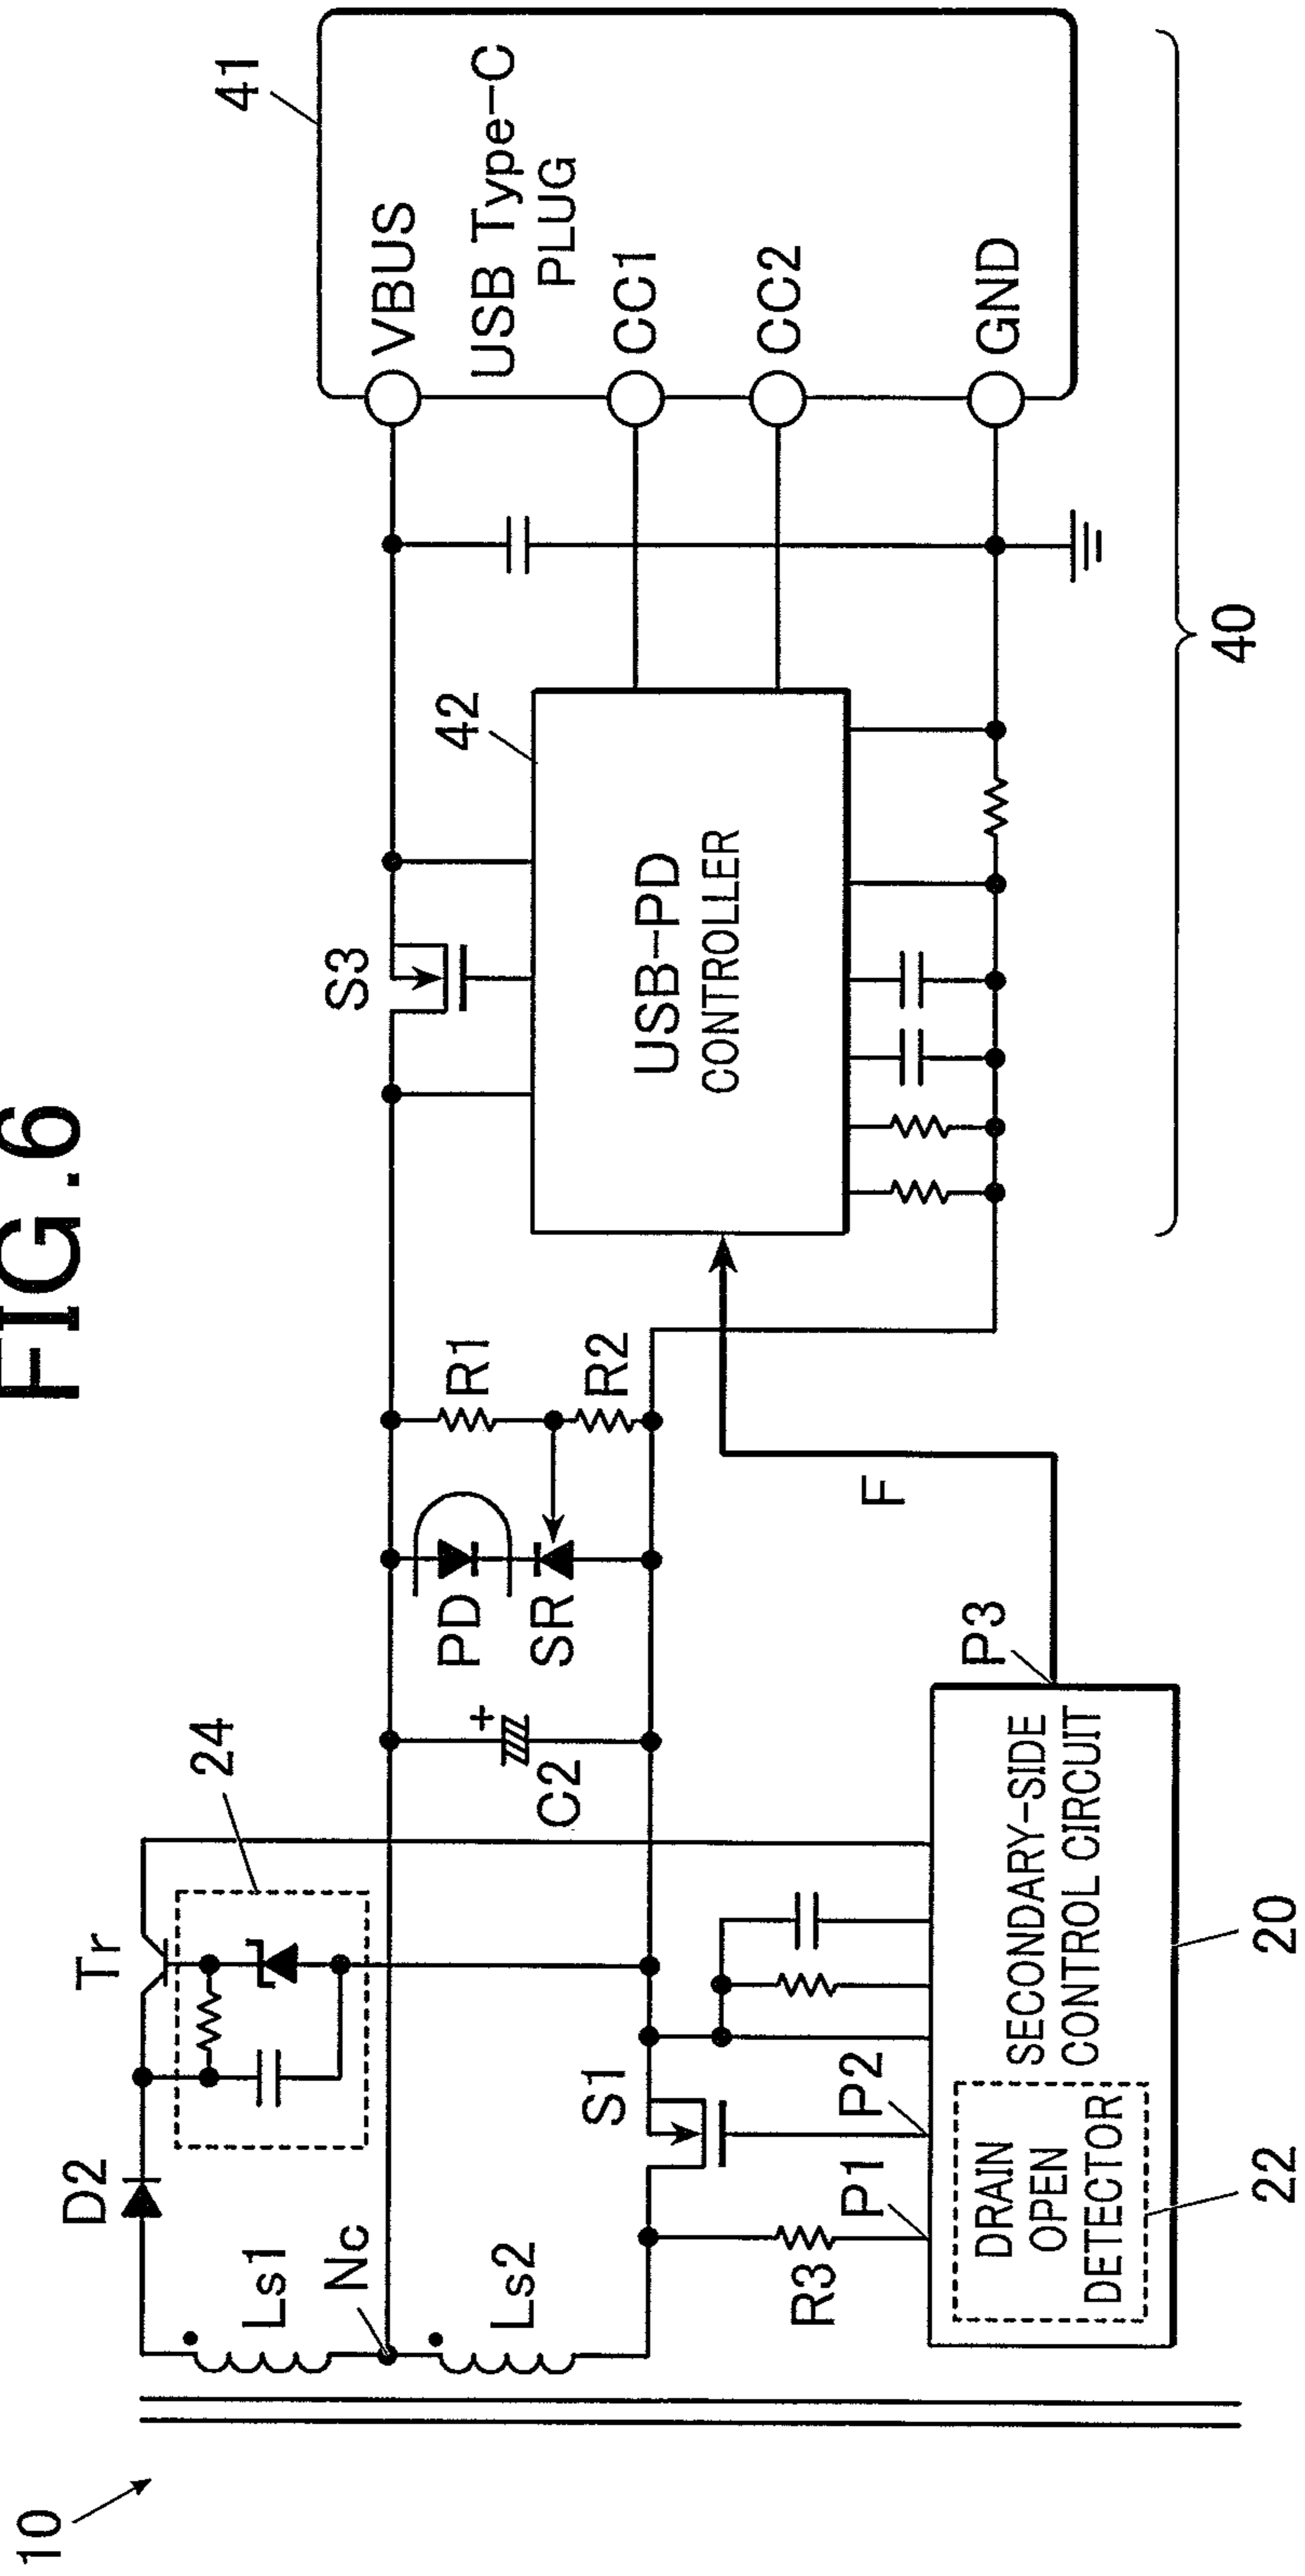 FIG.6
10
D2
Tr
24
Ls1
Nc
Ls2
S1
R3
P1
P2
C2
+
PD
SR
R1
R2
S3
42
USB-PD
CONTROLLER
41
VBUS
USB Type-C
PLUG
CC1
CC2
GND
F
P3
DRAIN
OPEN
DETECTOR
SECONDARY-SIDE
CONTROL CIRCUIT
22
20
40